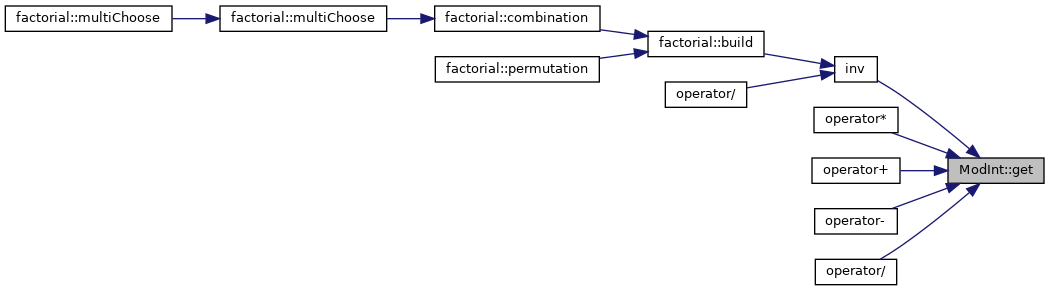 factorial::multiChoose
factorial::multiChoose
factorial::combination
factorial::build
factorial::permutation
inv
operator/
operator*
operator+
ModInt::get
operator-
operator/